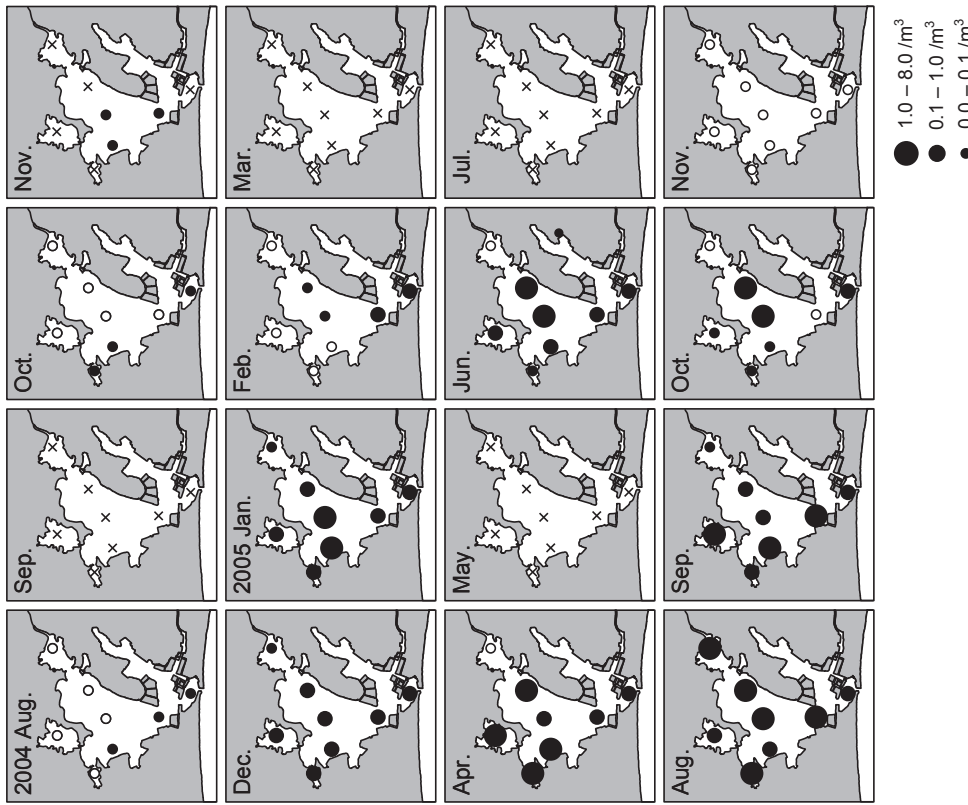 2004 Aug.
Sep.
Oct.
Nov.
Dec.
2005 Jan.
Feb.
Mar.
Apr.
May.
Jun.
Jul.
Aug.
Sep.
Oct.
Nov.
1.0 – 8.0 /m³
0.1 – 1.0 /m³
0.0 – 0.1 /m³